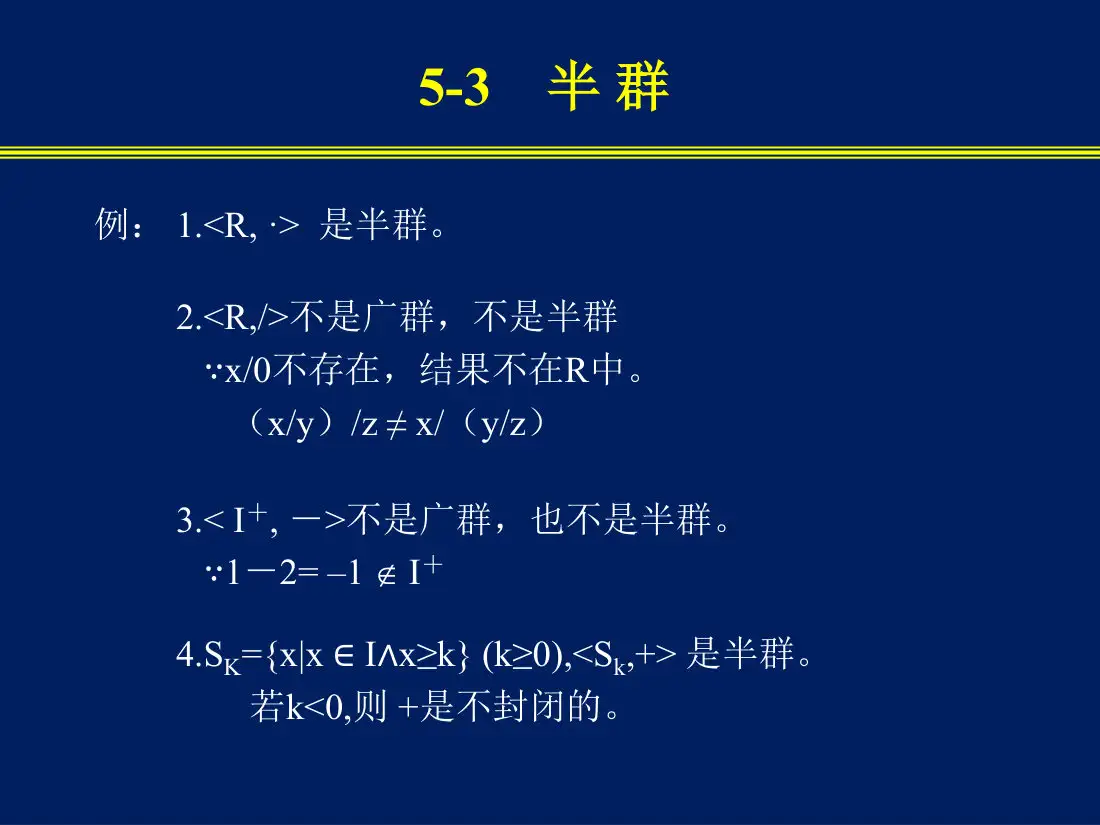 5-3 半 群
例： 1.<R, ·> 是半群。
2.<R,/>不是广群，不是半群
∵x/0不存在，结果不在R中。
（x/y）/z ≠ x/（y/z）
3.< I⁺, －>不是广群，也不是半群。
∵1－2= –1 ∉ I⁺
4.S_K={x|x ∈ I∧x≥k} (k≥0),<S_k,+> 是半群。
若k<0,则 +是不封闭的。